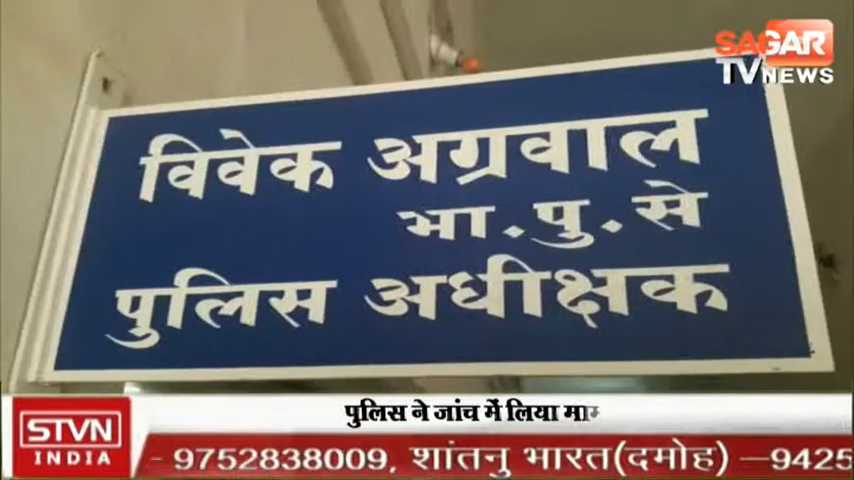 SAGAR
TV NEWS
विवेक अग्रवाल
भा.पु.से
पुलिस अधीक्षक
पुलिस ने जांच में लिया
STVN
INDIA
- 9752838009, शांतनु भारत(दमोह) –9425